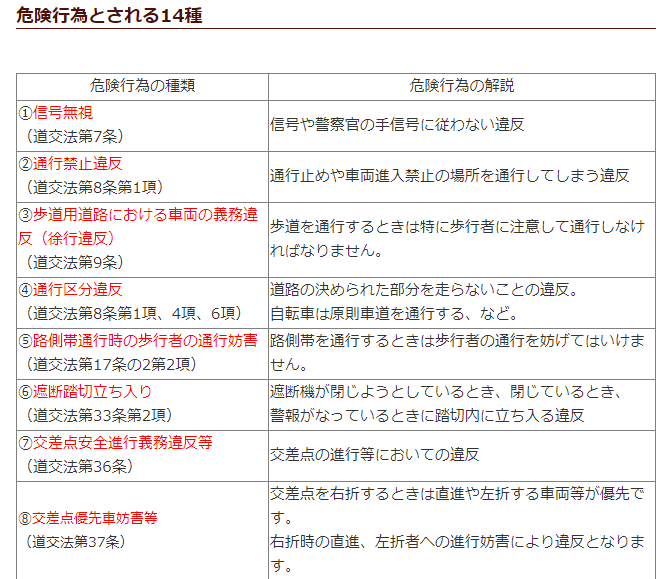 危険行為とされる14種
危険行為の種類
危険行為の解説
①信号無視
（道交法第7条）
信号や警察官の手信号に従わない違反
②通行禁止違反
（道交法第8条第1項）
通行止めや車両進入禁止の場所を通行してしまう違反
③歩道用道路における車両の義務違
反（徐行違反）
（道交法第9条）
歩道を通行するときは特に歩行者に注意して通行しなけ
ればなりません。
④通行区分違反
（道交法第8条第1項、4項、6項）
道路の決められた部分を走らないことの違反。
自転車は原則車道を通行する、など。
⑤路側帯通行時の歩行者の通行妨害
（道交法第17条の2第2項）
路側帯を通行するときは歩行者の通行を妨げてはいけま
せん。
⑥遮断踏切立ち入り
（道交法第33条第2項）
遮断機が閉じようとしているとき、閉じているとき、
警報がなっているときに踏切内に立ち入る違反
⑦交差点安全進行義務違反等
（道交法第36条）
交差点の進行等においての違反
⑧交差点優先車妨害等
（道交法第37条）
交差点を右折するときは直進や左折する車両等が優先で
す。
右折時の直進、左折者への進行妨害により違反となりま
す。